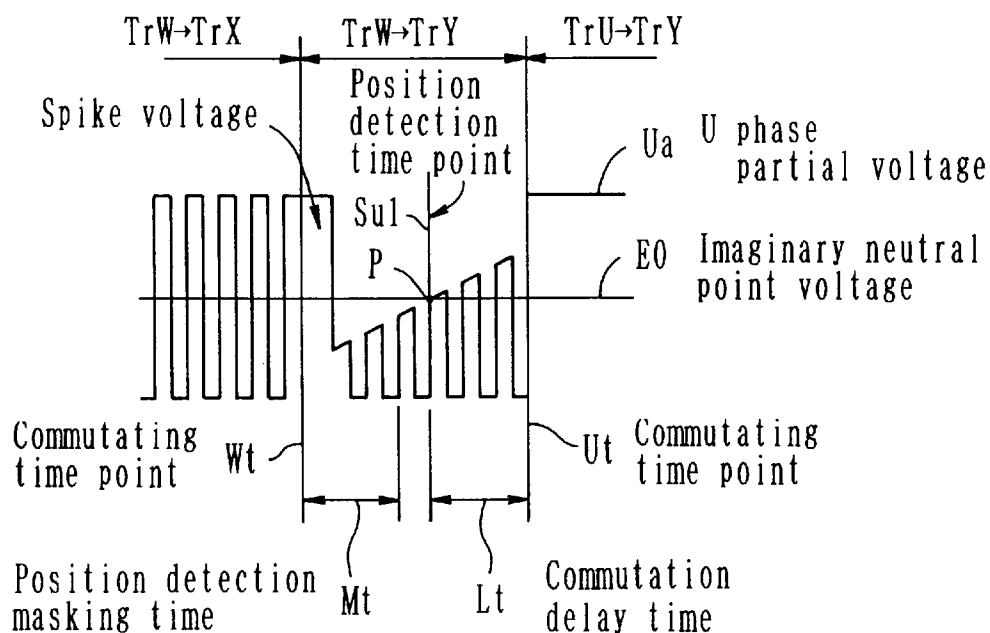 TrW→TrX
TrW→TrY
TrU→TrY
Spike voltage
Position
detection
time point
Ua
U phase
partial voltage
Su1
P
E0
Imaginary neutral
point voltage
Commutating
time point
Wt
Ut
Commutating
time point
Position detection
masking time
Mt
Lt
Commutation
delay time